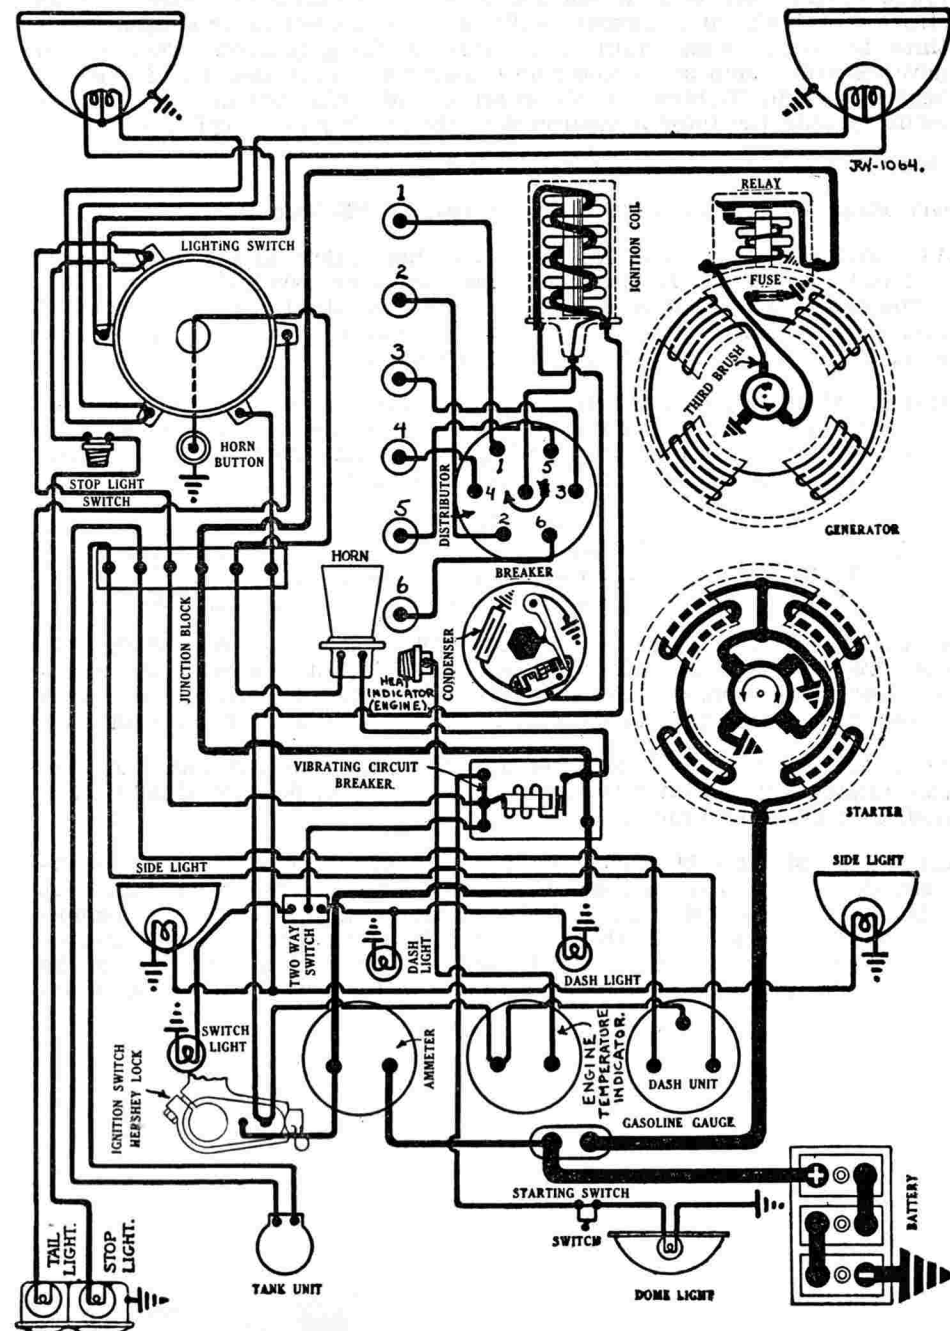 JRN-1064.
RELAY
LIGHTING SWITCH
IGNITION COIL
FUSE
THIRD BRUSH
1
2
3
4
5
6
HORN
BUTTON
STOP LIGHT
SWITCH
DISTRIBUTOR
1
5
4
3
2
6
GENERATOR
BREAKER
HORN
JUNCTION BLOCK
CONDENSER
HEAT
INDICATOR
(ENGINE).
VIBRATING CIRCUIT
BREAKER
STARTER
SIDE LIGHT
SIDE LIGHT
TWO WAY
SWITCH
DASH
LIGHT
DASH LIGHT
SWITCH
LIGHT
AMMETER
ENGINE
TEMPERATURE
INDICATOR.
DASH UNIT
GASOLINE GAUGE
IGNITION SWITCH
HERSHEY LOCK
STARTING SWITCH
SWITCH
BATTERY
+
−
TAIL
LIGHT.
STOP
LIGHT.
TANK UNIT
DOME LIGHT